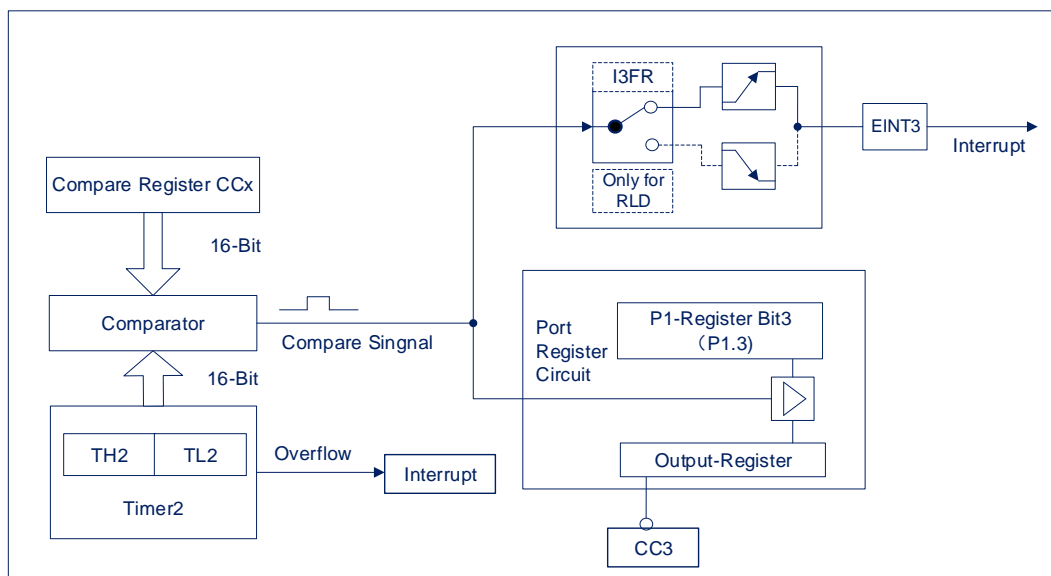 I3FR
Only for
RLD
EINT3
Interrupt
Compare Register CCx
16-Bit
Comparator
Compare Singnal
16-Bit
TH2
TL2
Timer2
Overflow
Interrupt
Port
Register
Circuit
P1-Register Bit3
（P1.3)
Output-Register
CC3